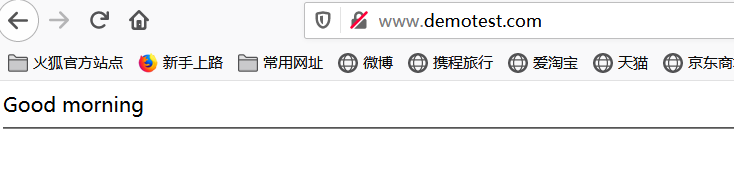 www.demotest.com
火狐官方站点 新手上路 常用网址 微博 携程旅行 爱淘宝 天猫 京东商
Good morning